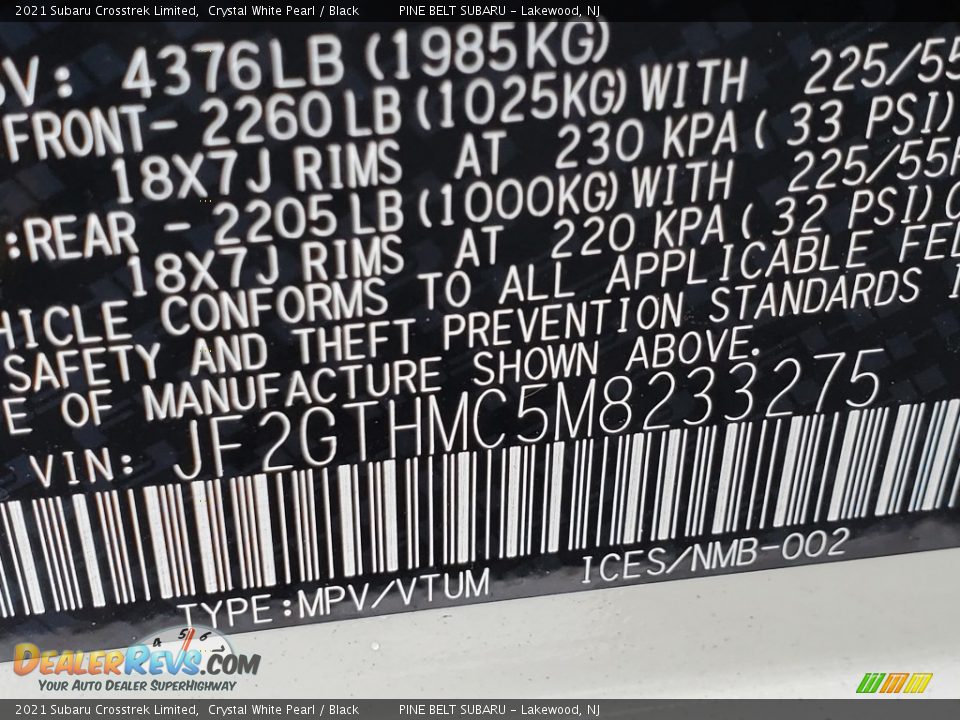 2021 Subaru Crosstrek Limited, Crystal White Pearl / Black PINE BELT SUBARU - Lakewood, NJ
4376LB (1985KG)
FRONT- 2260 LB (1025KG) WITH 225/55
18X7J RIMS AT 230 KPA ( 33 PSI)
:REAR - 2205 LB (1000KG) WITH 225/55
18X7J RIMS AT 220 KPA ( 32 PSI)
CONFORMS TO ALL APPLICABLE
SAFETY AND THEFT PREVENTION STANDARDS
OF MANUFACTURE SHOWN ABOVE.
VIN: JF2GTHMC5M8233275
TYPE:MPV/VTUM ICES/NMB-002
4 5 6
DEALERREVS.COM
YOUR AUTO DEALER SUPERHIGHWAY
2021 Subaru Crosstrek Limited, Crystal White Pearl / Black PINE BELT SUBARU - Lakewood, NJ